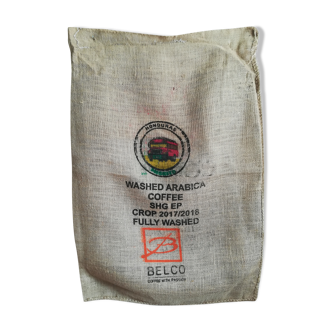 HONDURAS
WASHED ARABICA
COFFEE
SHG EP
CROP 2017/2018
FULLY WASHED
B
BELCO